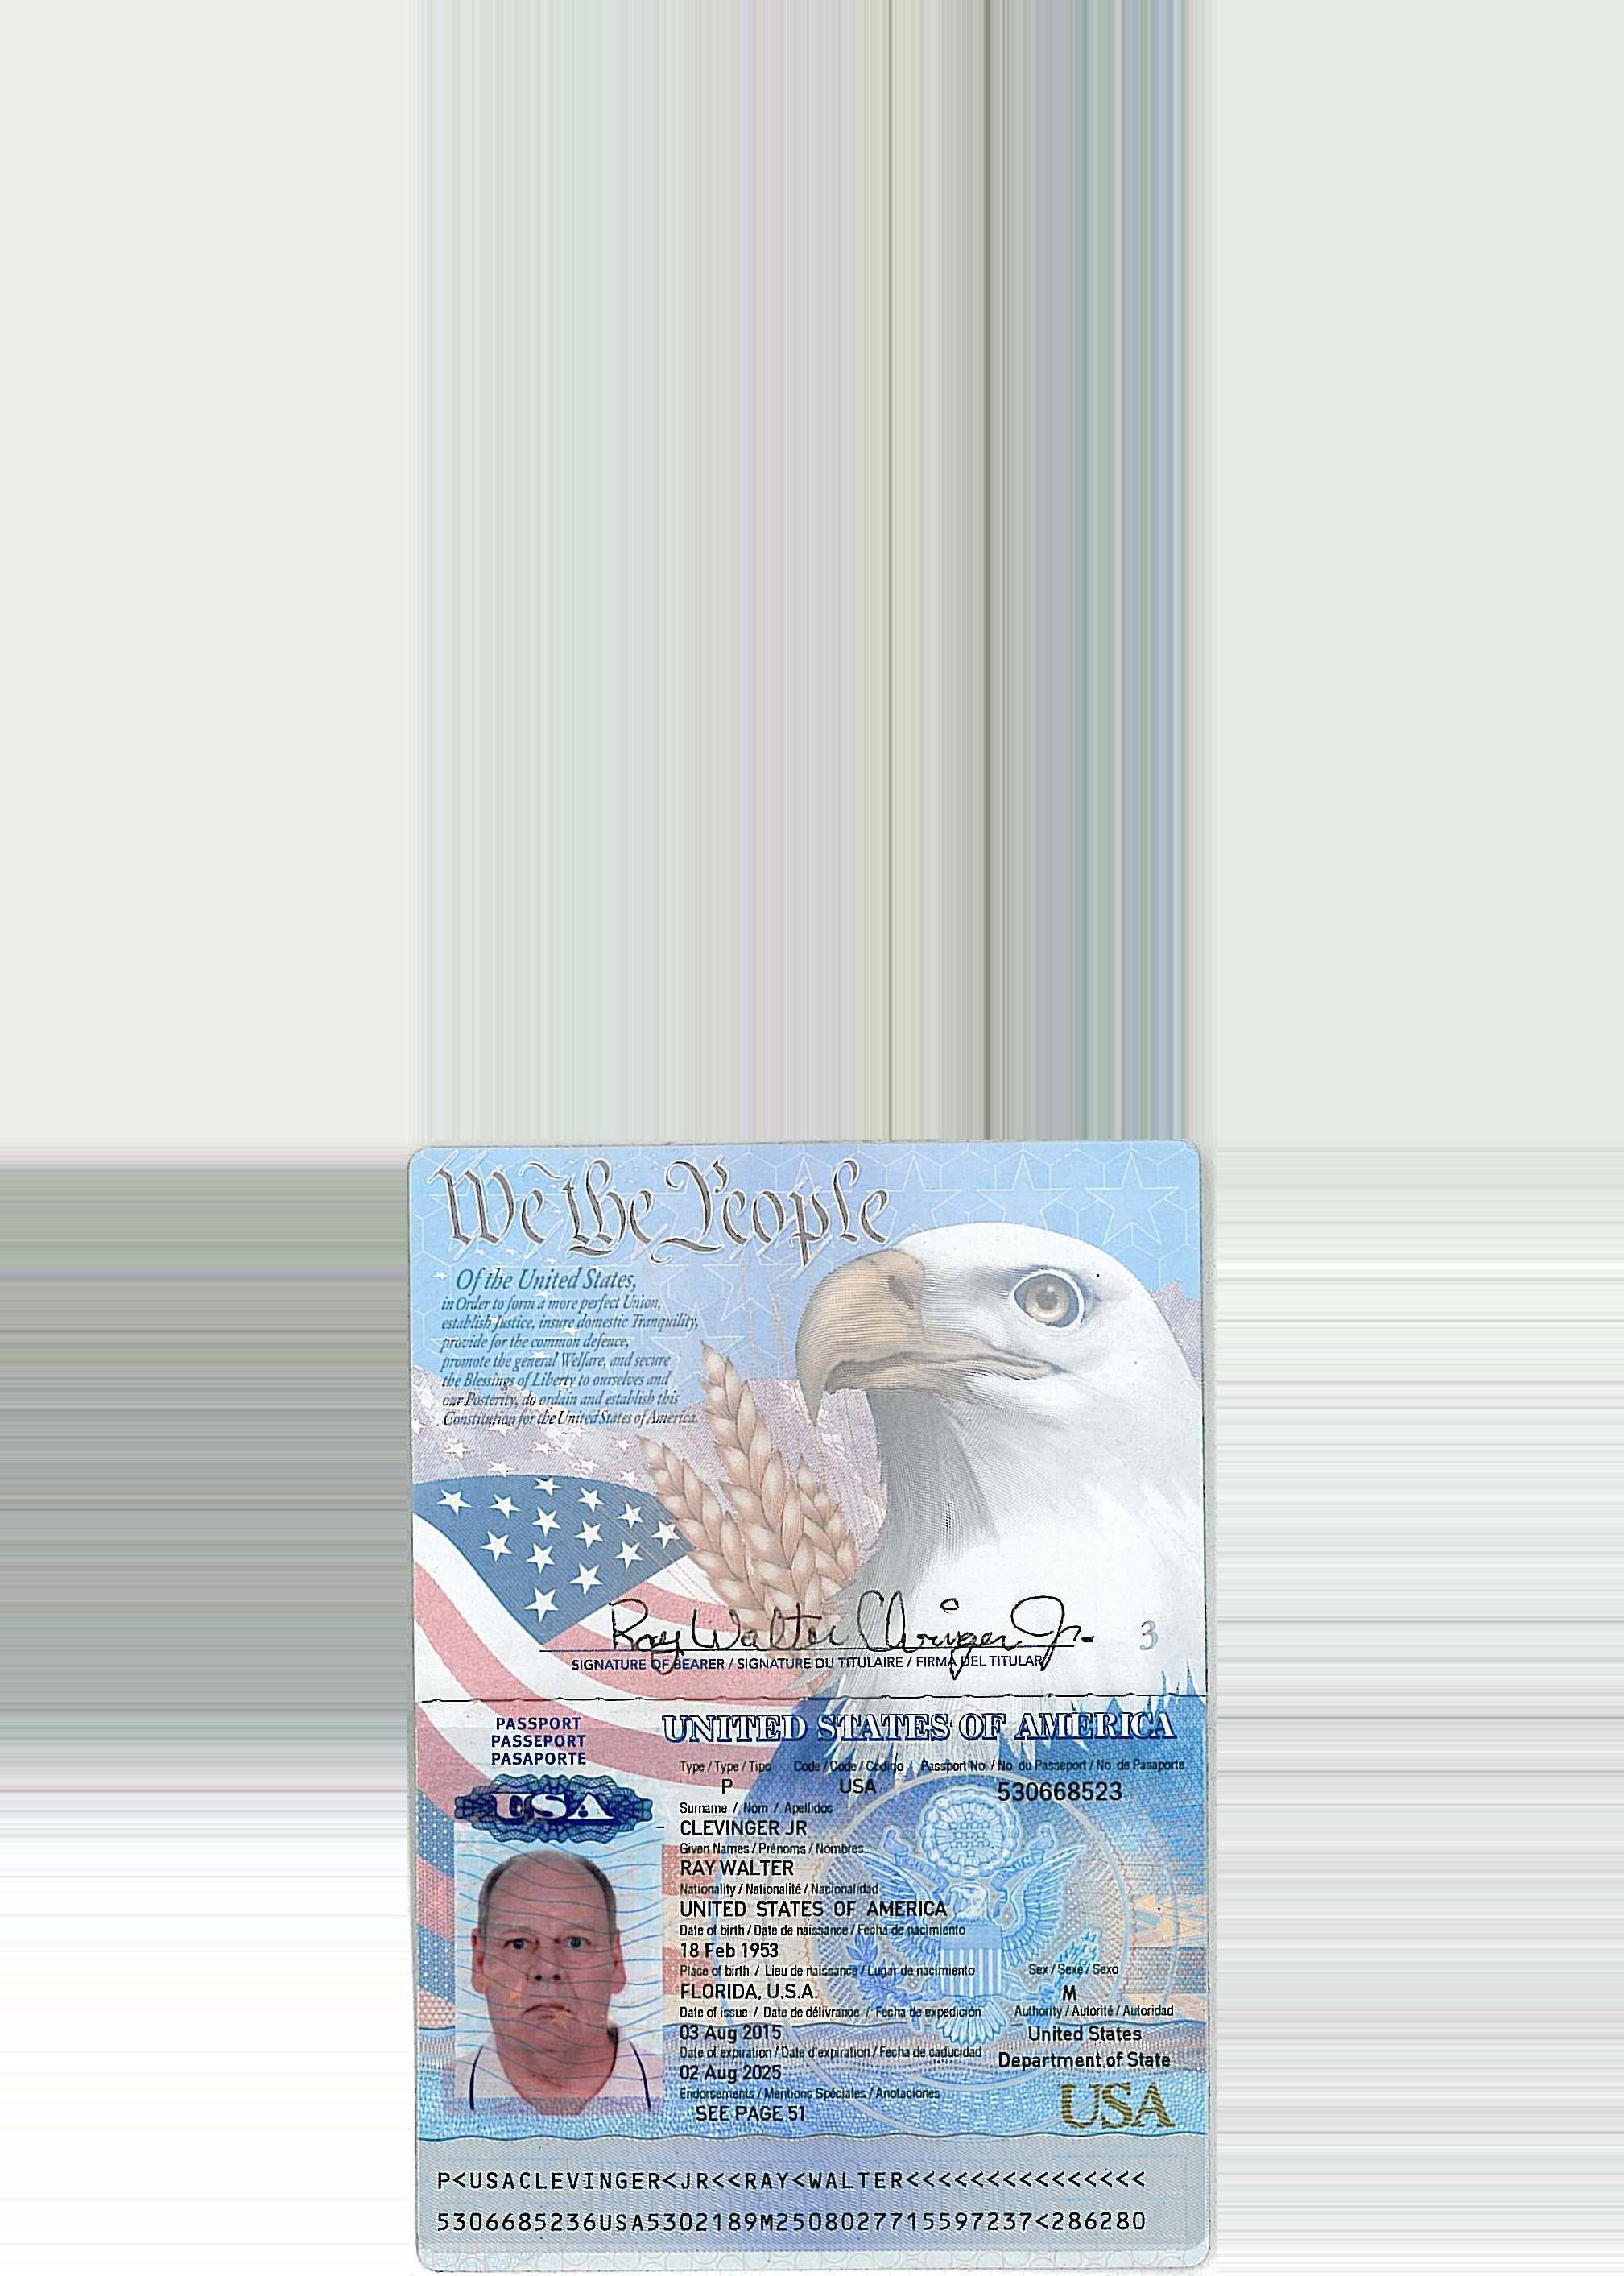 We the People
Of the United States,
in Order to form a more perfect Union,
establish Justice, insure domestic Tranquility,
provide for the common defence,
promote the general Welfare, and secure
the Blessings of Liberty to ourselves and
our Posterity, do ordain and establish this
Constitution for the United States of America.
Ray Walter Clevinger Jr.
3
SIGNATURE OF BEARER / SIGNATURE DU TITULAIRE / FIRMA DEL TITULAR
PASSPORT
PASSEPORT
PASAPORTE
USA
UNITED STATES OF AMERICA
Type / Type / Tipo Code / Code / Codigo Passport No. / No. du Passeport / No. de Pasaporte
P USA 530668523
Surname / Nom / Apellidos
CLEVINGER JR
Given Names / Prénoms / Nombres
RAY WALTER
Nationality / Nationalité / Nacionalidad
UNITED STATES OF AMERICA
Date of birth / Date de naissance / Fecha de nacimiento
18 Feb 1953
Place of birth / Lieu de naissance / Lugar de nacimiento Sex / Sexe / Sexo
FLORIDA, U.S.A. M
Date of issue / Date de délivrance / Fecha de expedición Authority / Autorité / Autoridad
03 Aug 2015 United States
Date of expiration / Date d'expiration / Fecha de caducidad Department of State
02 Aug 2025
Endorsements / Mentions Spéciales / Anotaciones
SEE PAGE 51
USA
P<USACLEVINGER<JR<<RAY<WALTER<<<<<<<<<<<<<<<
5306685236USA5302189M2508027715597237<286280